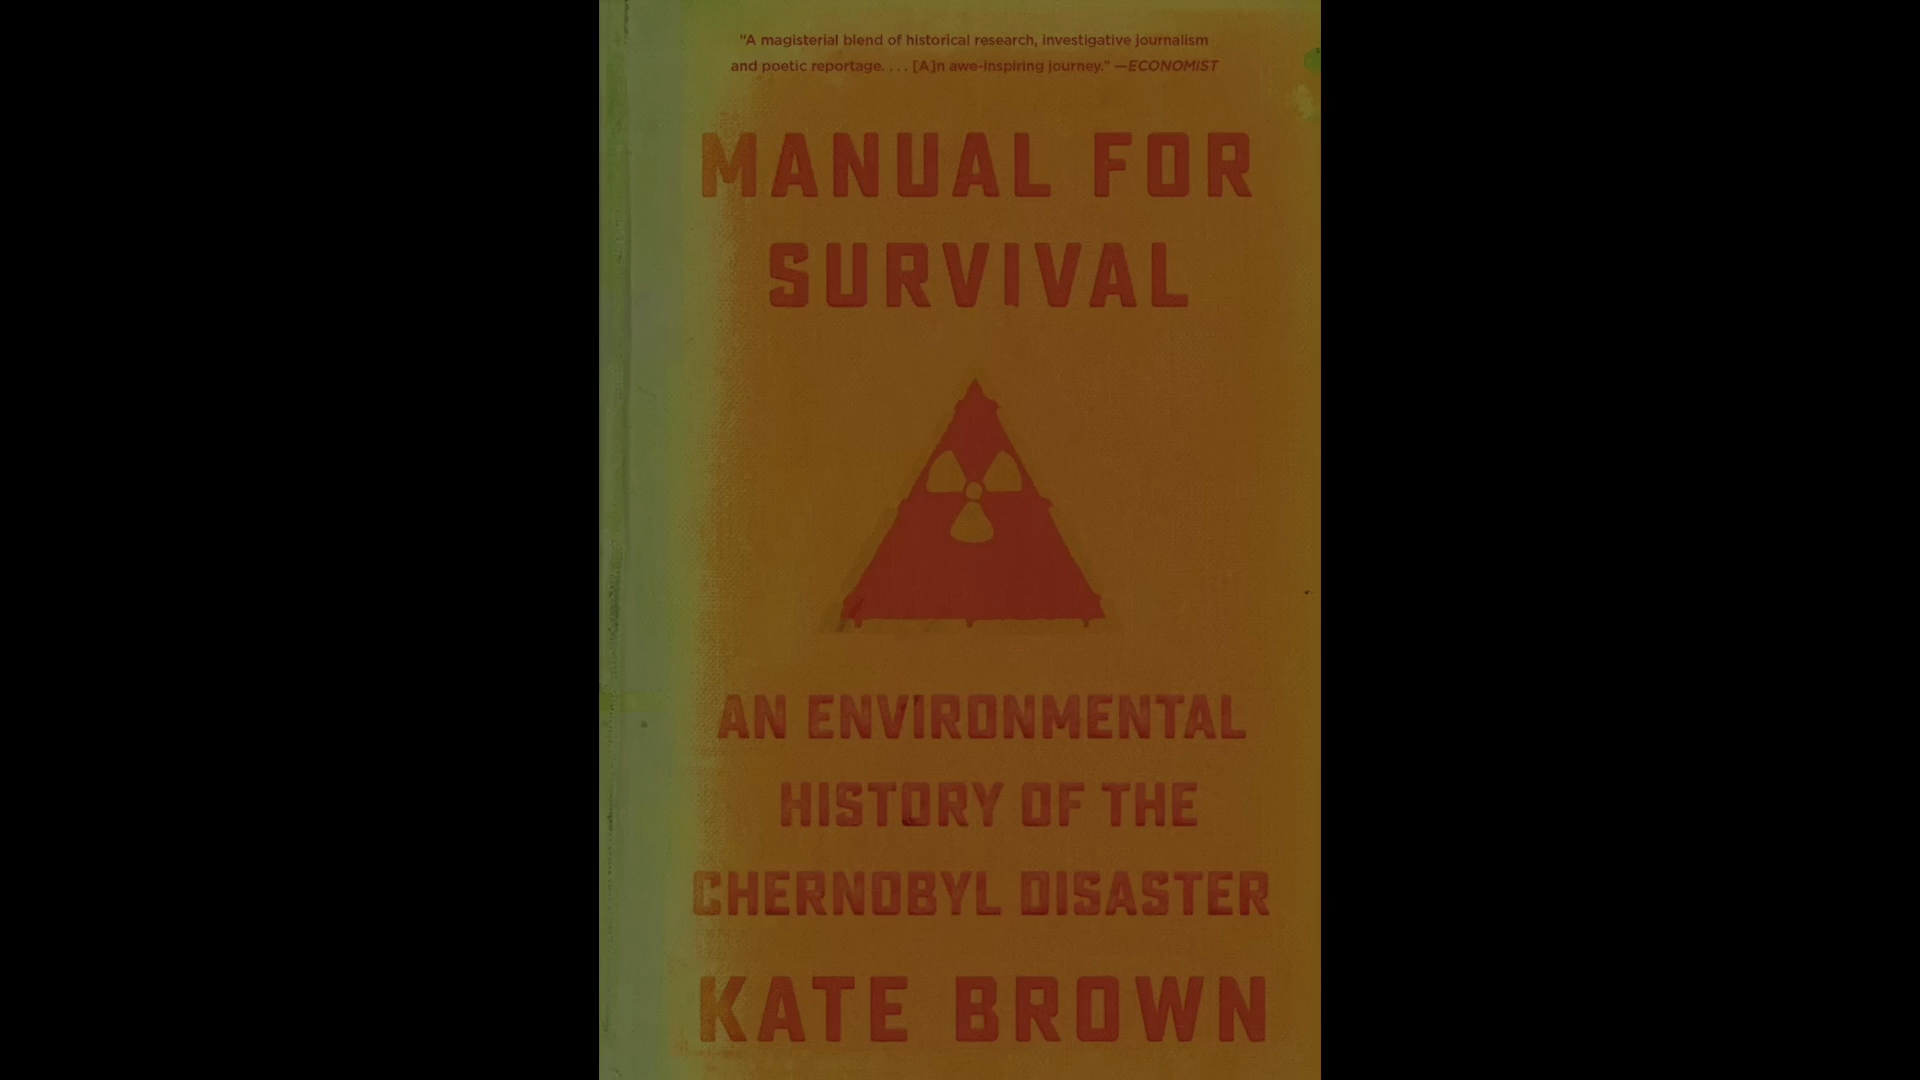 “A magisterial blend of historical research, investigative journalism
and poetic reportage. . . . [A]n awe-inspiring journey.” —ECONOMIST
MANUAL FOR
SURVIVAL
AN ENVIRONMENTAL
HISTORY OF THE
CHERNOBYL DISASTER
KATE BROWN